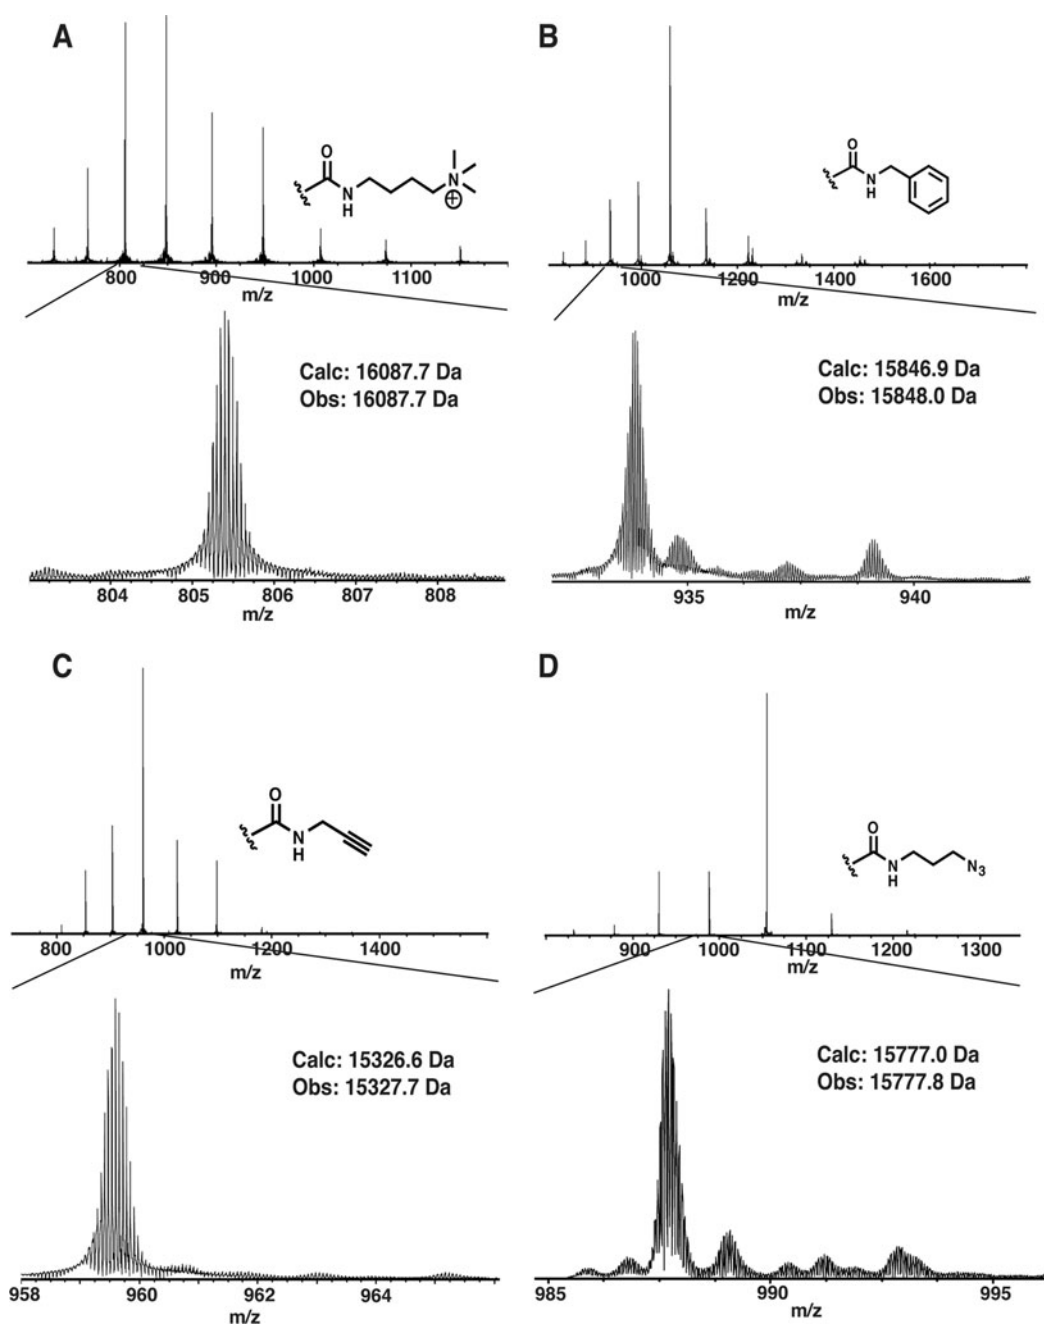 A
O
N
H
N
⊕
800 900 1000 1100
m/z
Calc: 16087.7 Da
Obs: 16087.7 Da
804 805 806 807 808
m/z
B
O
N
H
1000 1200 1400 1600
m/z
Calc: 15846.9 Da
Obs: 15848.0 Da
935 940
m/z
C
O
N
H
800 1000 1200 1400
m/z
Calc: 15326.6 Da
Obs: 15327.7 Da
958 960 962 964
m/z
D
O
N
H
N3
900 1000 1100 1200 1300
m/z
Calc: 15777.0 Da
Obs: 15777.8 Da
985 990 995
m/z